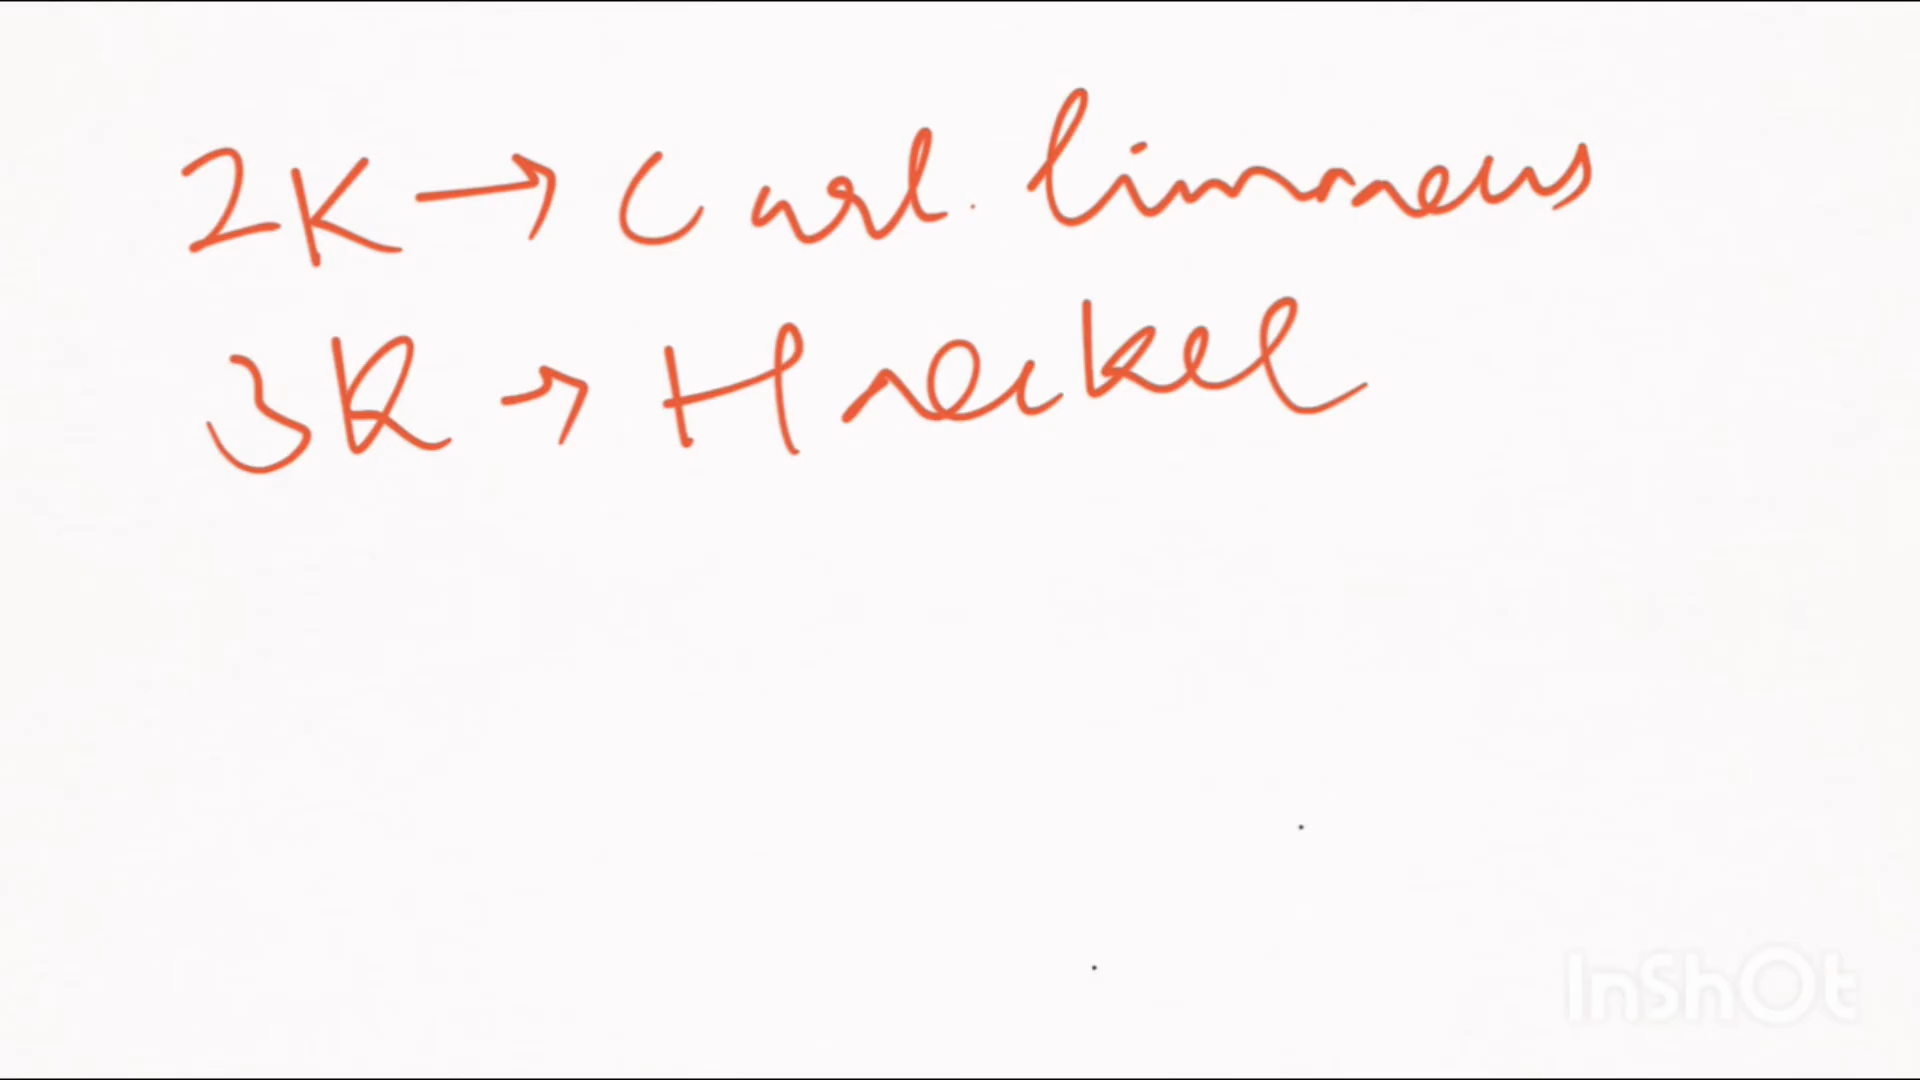 2K → Carl. linnaeus
3K → Haeckel
InShOt